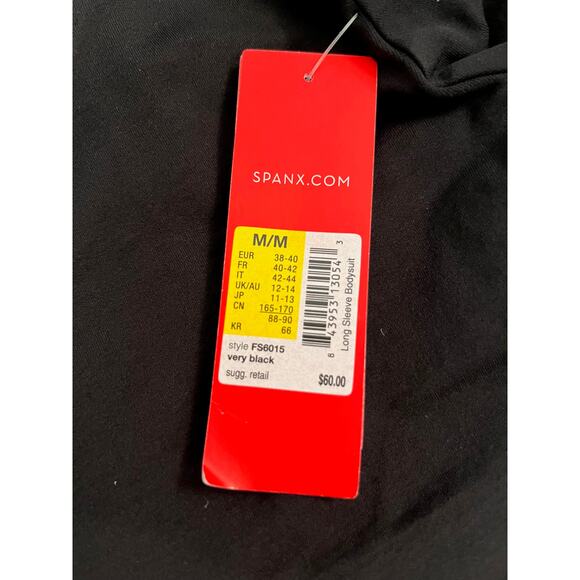 SPANX.COM
M/M
EUR 38-40
FR 40-42
IT 42-44
UK/AU 12-14
JP 11-13
CN 165-170
88-90
KR 66
style FS6015
very black
sugg. retail $60.00
8 43953 13054 3
Long Sleeve Bodysuit